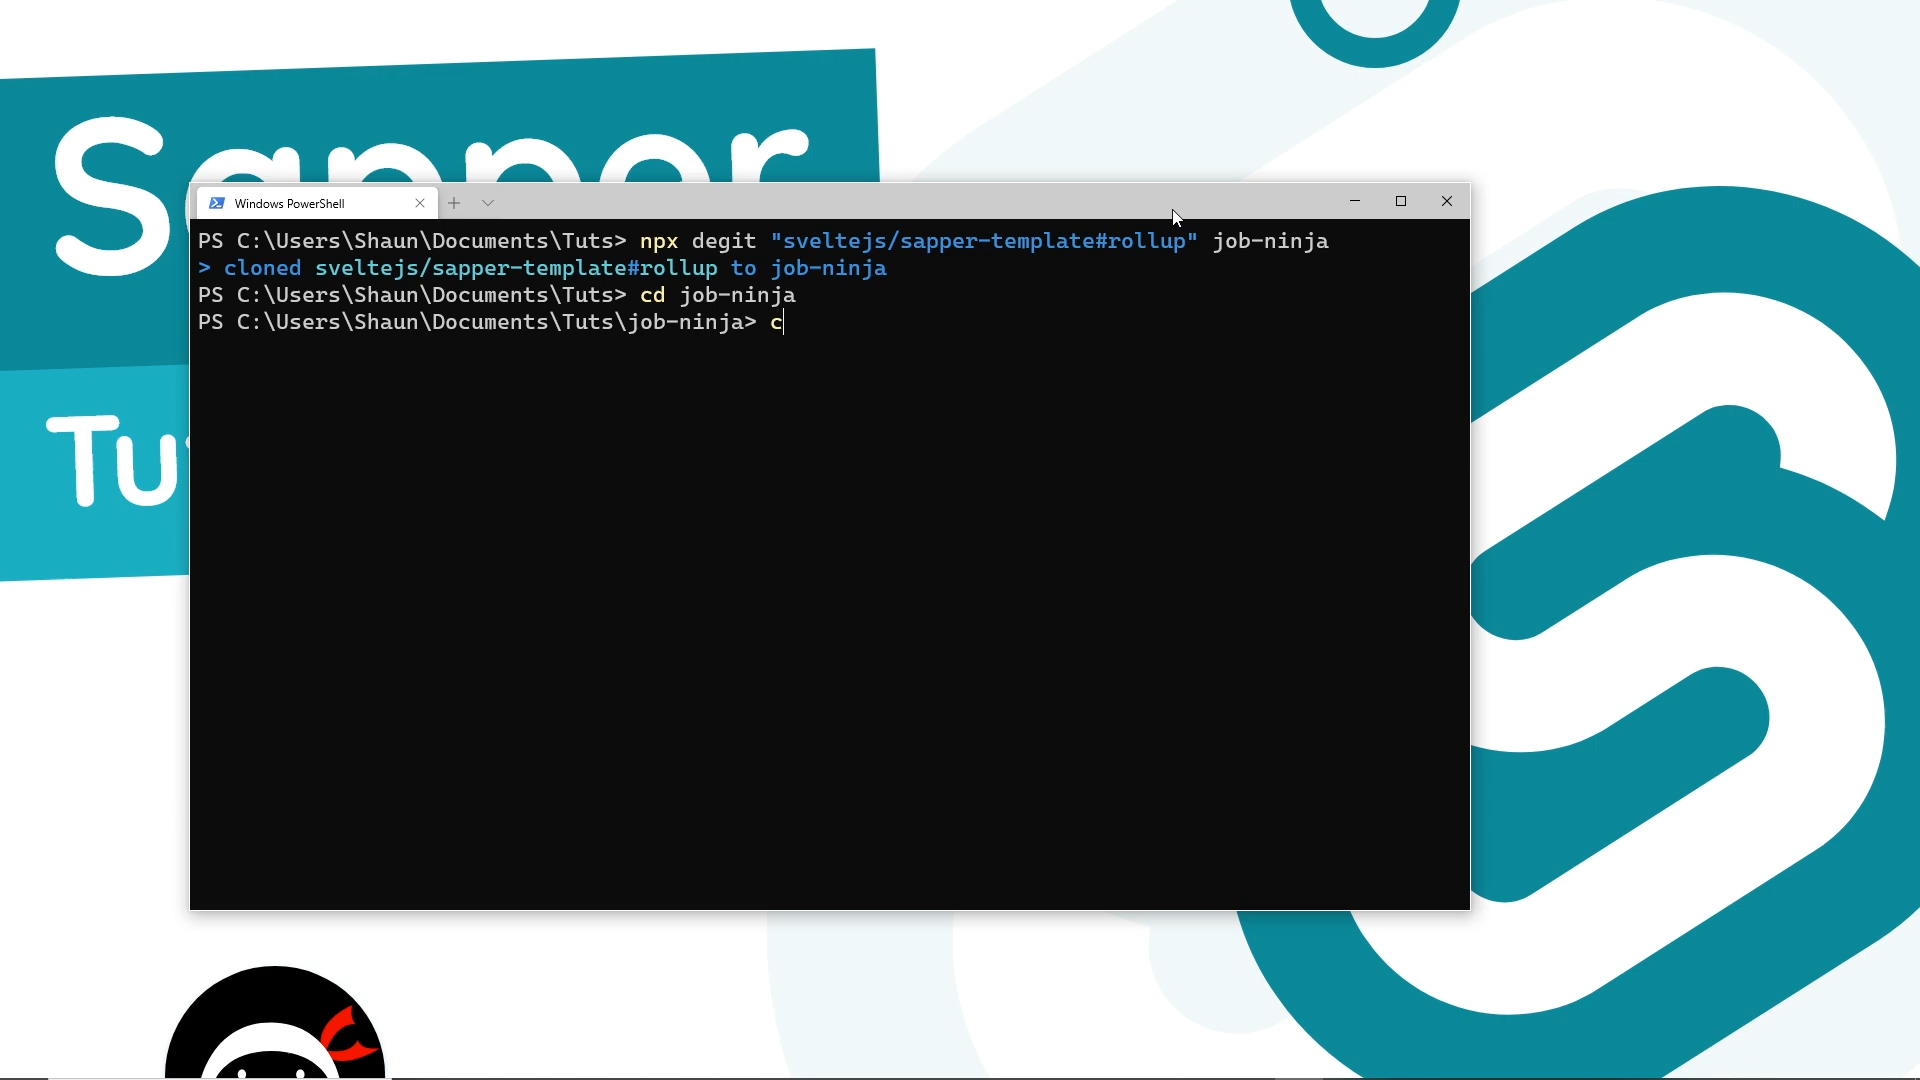 Sapper
Tu
Windows PowerShell
PS C:\Users\Shaun\Documents\Tuts> npx degit "sveltejs/sapper-template#rollup" job-ninja
> cloned sveltejs/sapper-template#rollup to job-ninja
PS C:\Users\Shaun\Documents\Tuts> cd job-ninja
PS C:\Users\Shaun\Documents\Tuts\job-ninja> c